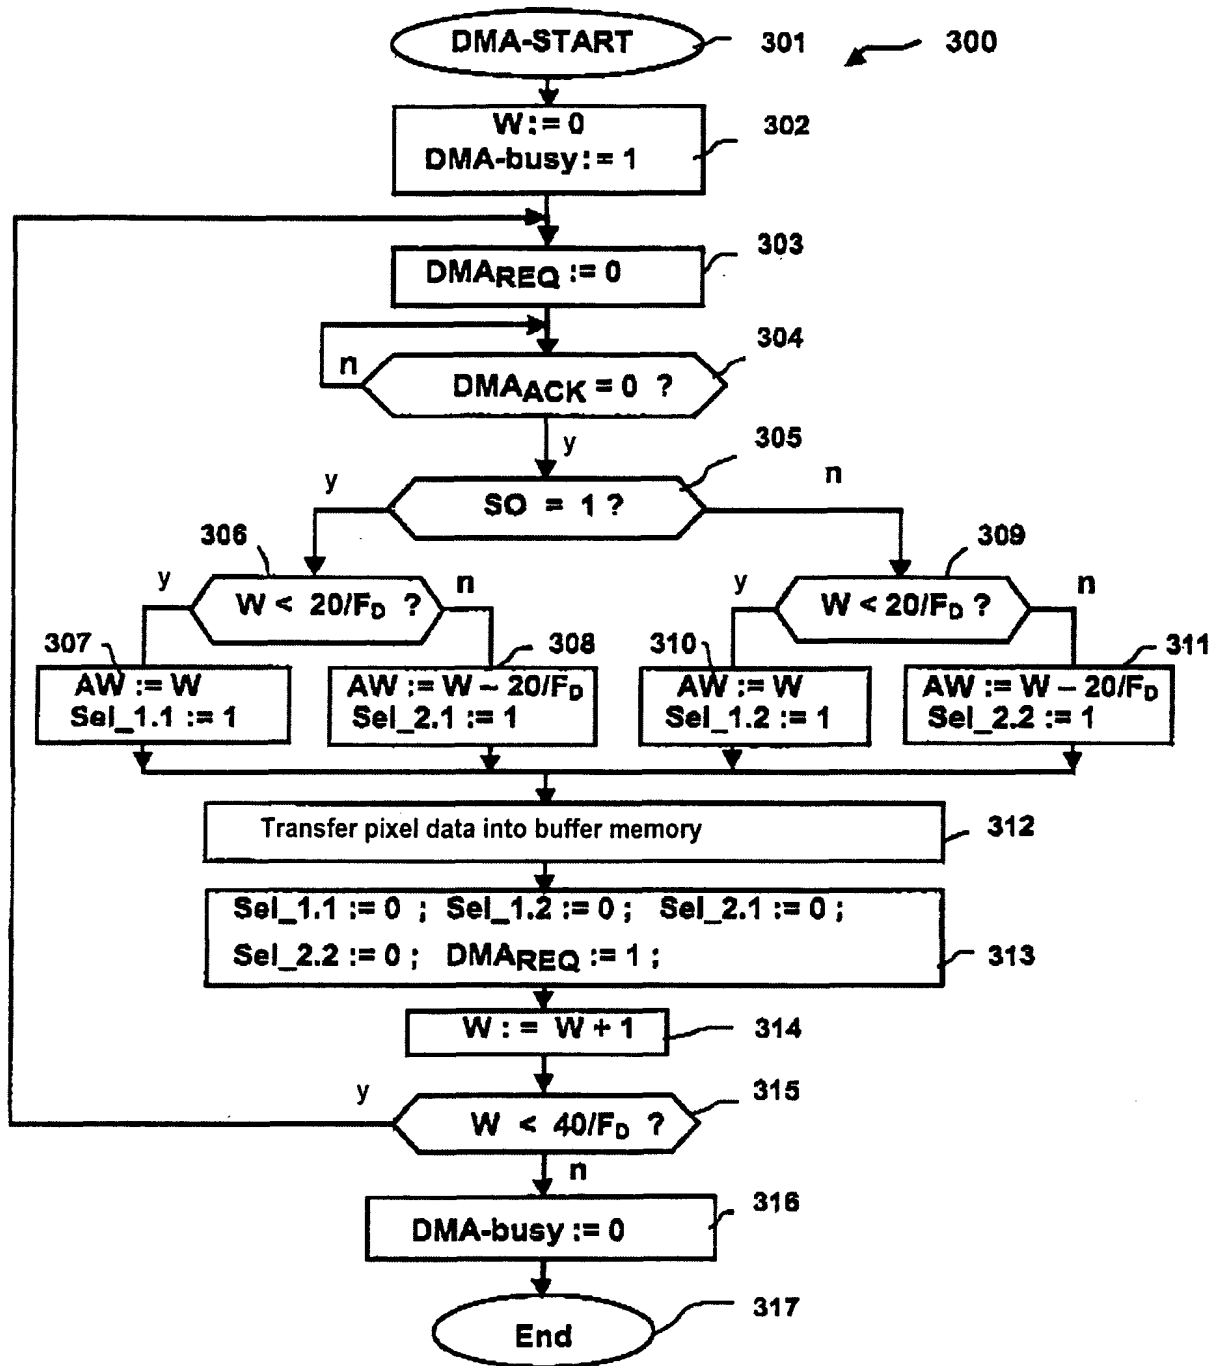 DMA-START
301
300
W := 0
DMA-busy := 1
302
DMAREQ := 0
303
n
DMAACK = 0 ?
304
y
305
y
SO = 1 ?
n
306
309
y
W < 20/FD ?
n
y
W < 20/FD ?
n
307
308
310
311
AW := W
Sel_1.1 := 1
AW := W – 20/FD
Sel_2.1 := 1
AW := W
Sel_1.2 := 1
AW := W – 20/FD
Sel_2.2 := 1
Transfer pixel data into buffer memory
312
Sel_1.1 := 0 ; Sel_1.2 := 0 ; Sel_2.1 := 0 ;
Sel_2.2 := 0 ; DMAREQ := 1 ;
313
W : = W + 1
314
y
W < 40/FD ?
315
n
DMA-busy := 0
316
End
317